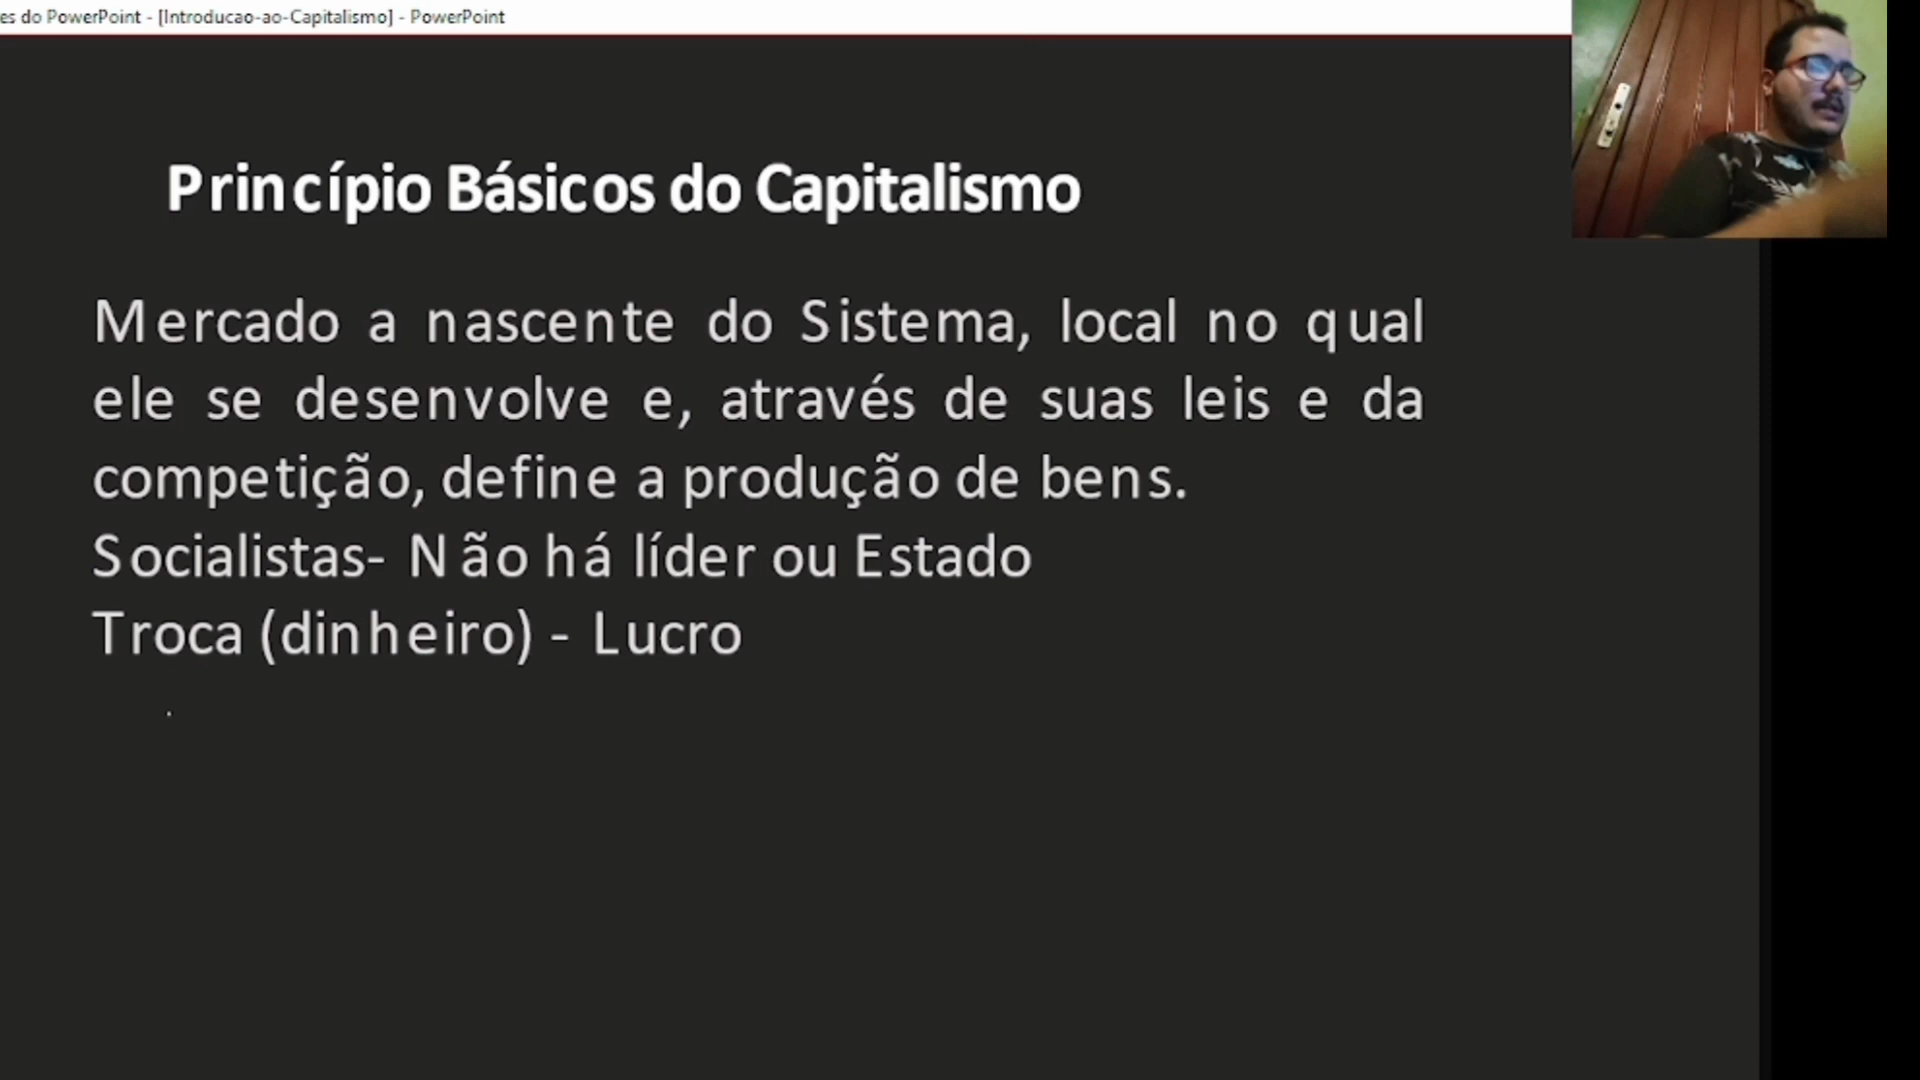 es do PowerPoint - [Introducao-ao-Capitalismo] - PowerPoint
Princípio Básicos do Capitalismo
Mercado a nascente do Sistema, local no qual
ele se desenvolve e, através de suas leis e da
competição, define a produção de bens.
Socialistas- Não há líder ou Estado
Troca (dinheiro) - Lucro
.